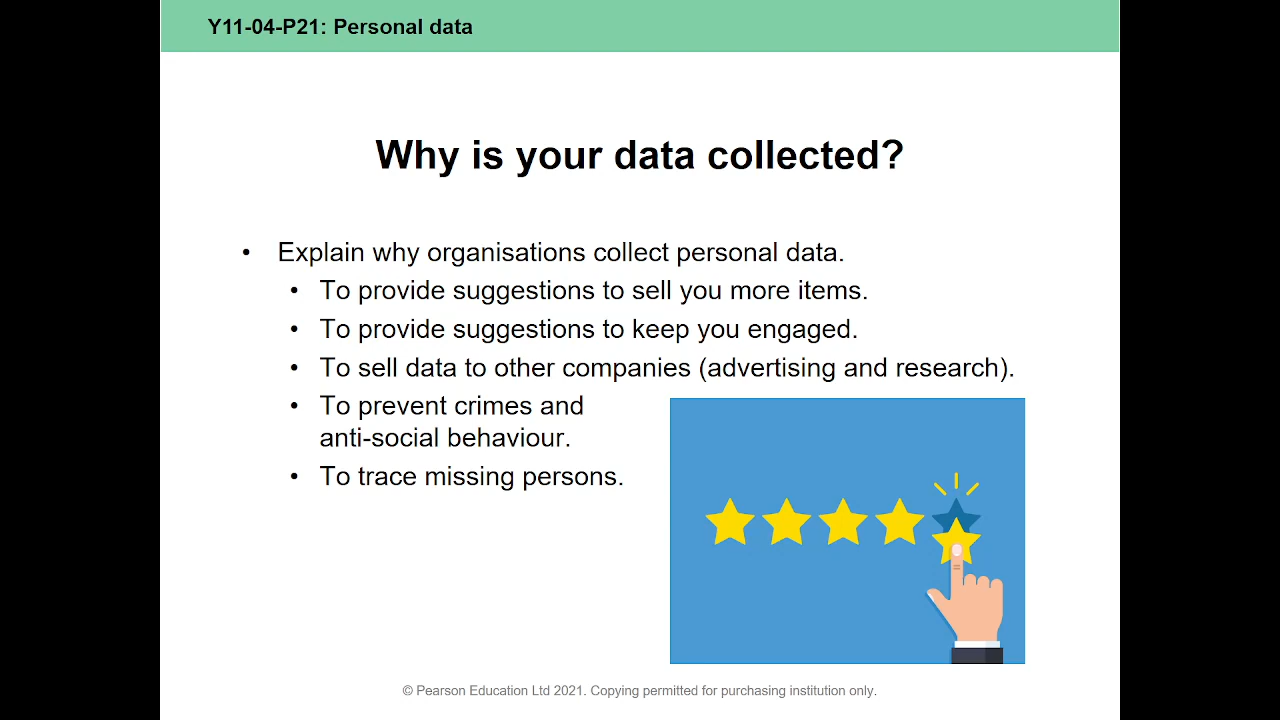 Y11-04-P21: Personal data
Why is your data collected?
• Explain why organisations collect personal data.
• To provide suggestions to sell you more items.
• To provide suggestions to keep you engaged.
• To sell data to other companies (advertising and research).
• To prevent crimes and
anti-social behaviour.
• To trace missing persons.
© Pearson Education Ltd 2021. Copying permitted for purchasing institution only.